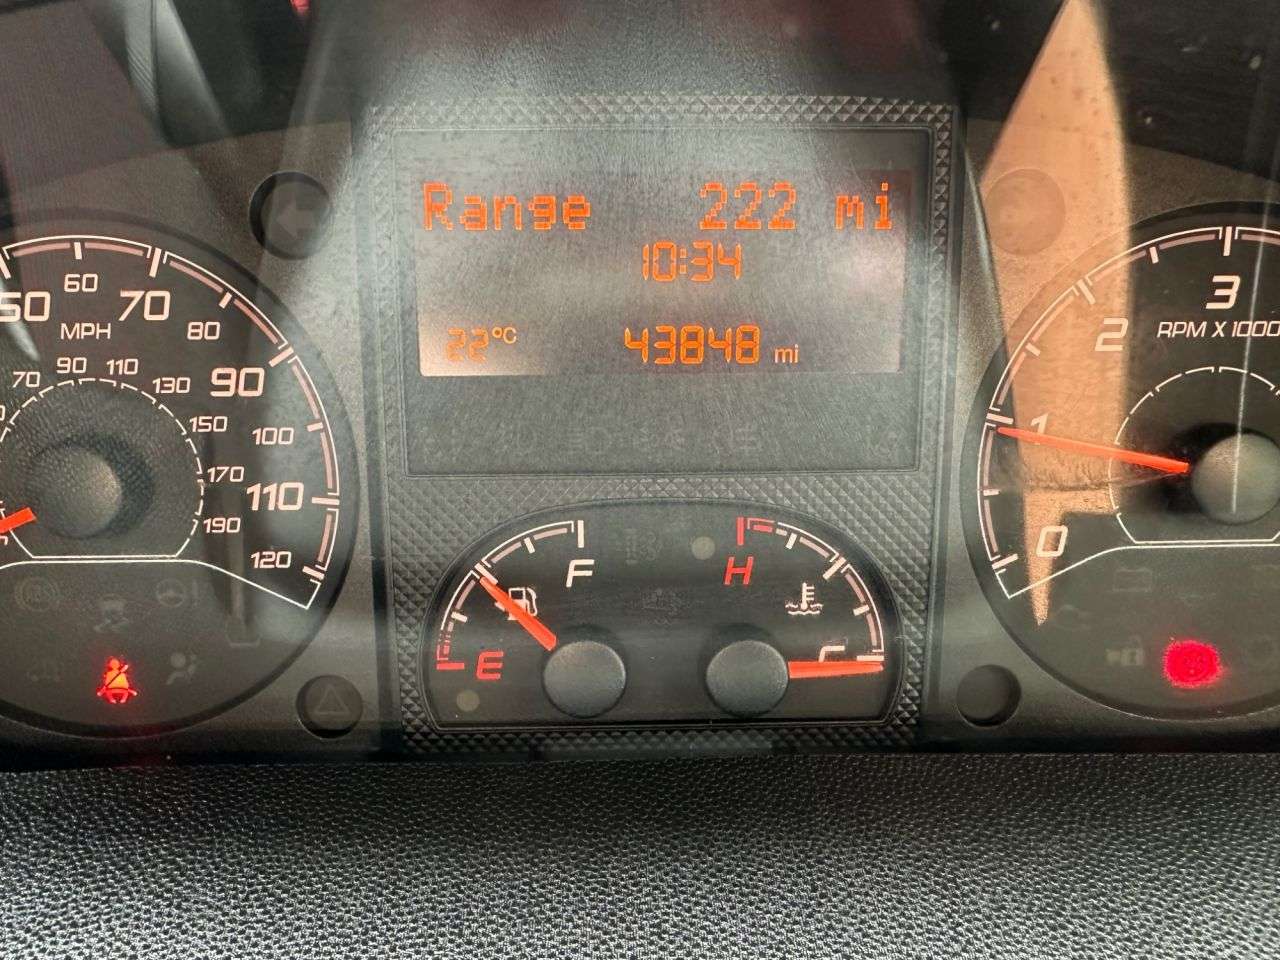 Range 222 mi
10:34
22°C 43848 mi
50 60 70 80 90 100 110 120
MPH
70 90 110 130 150 170 190
0 1 2 3
RPM X 1000
E F
H C